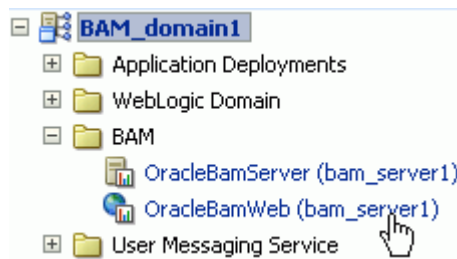 BAM_domain1
Application Deployments
WebLogic Domain
BAM
OracleBamServer (bam_server1)
OracleBamWeb (bam_server1)
User Messaging Service